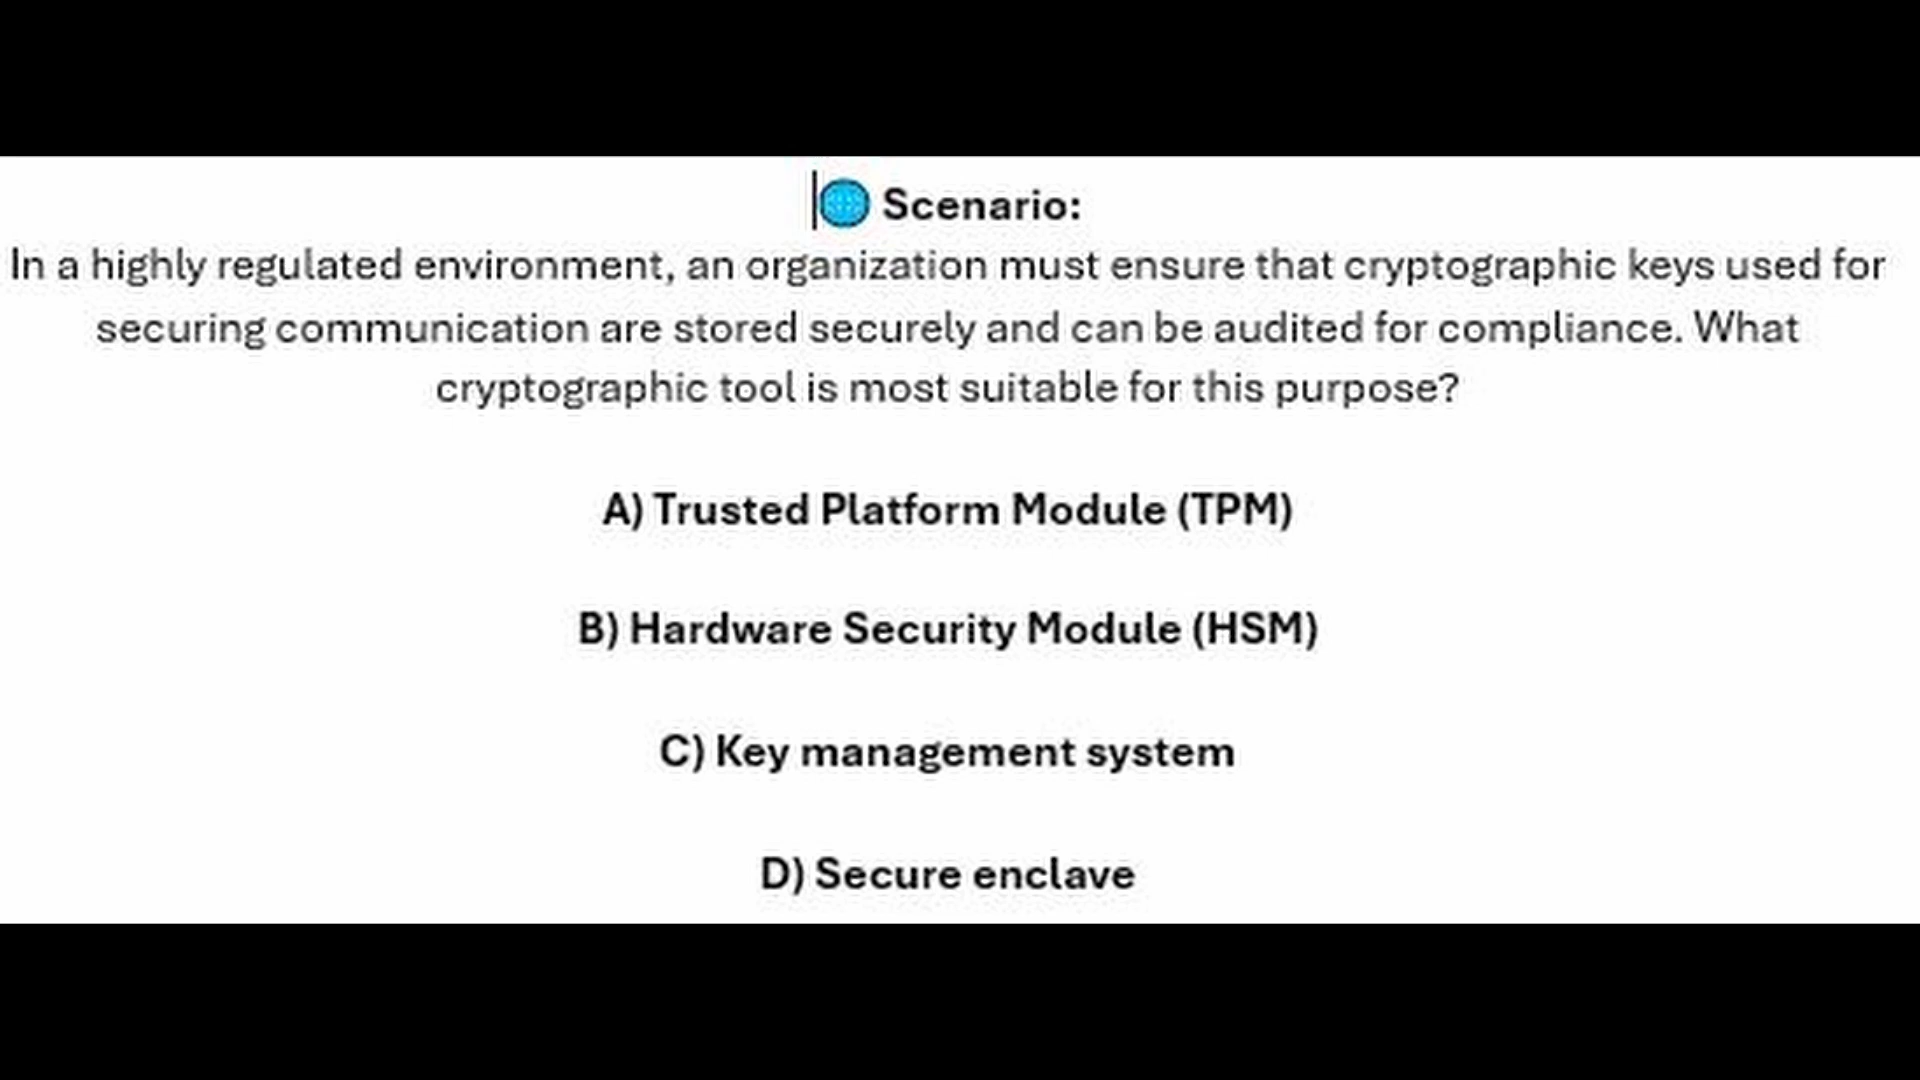 Scenario:
In a highly regulated environment, an organization must ensure that cryptographic keys used for
securing communication are stored securely and can be audited for compliance. What
cryptographic tool is most suitable for this purpose?
A) Trusted Platform Module (TPM)
B) Hardware Security Module (HSM)
C) Key management system
D) Secure enclave